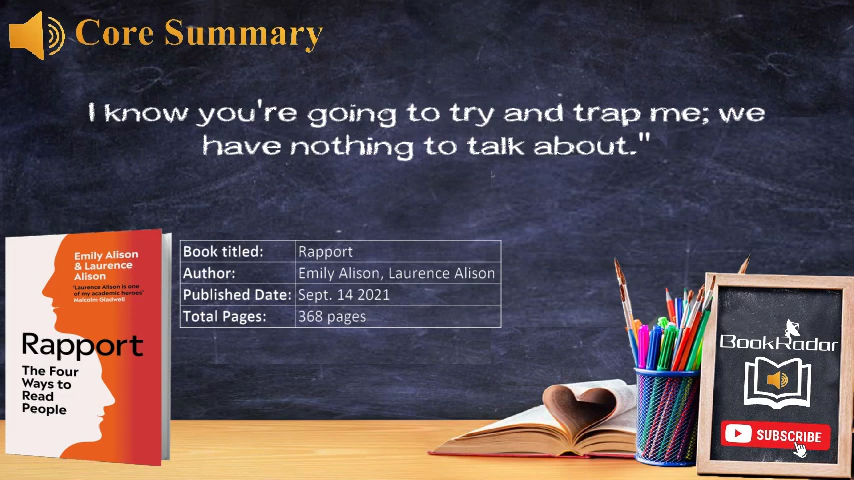 Core Summary
I know you're going to try and trap me; we
have nothing to talk about."
Book titled: Rapport
Author: Emily Alison, Laurence Alison
Published Date: Sept. 14 2021
Total Pages: 368 pages
Emily Alison
& Laurence
Alison
'Laurence Alison is one
of my academic heroes'
Malcolm Gladwell
Rapport
The Four
Ways to
Read
People
BookRadar
SUBSCRIBE